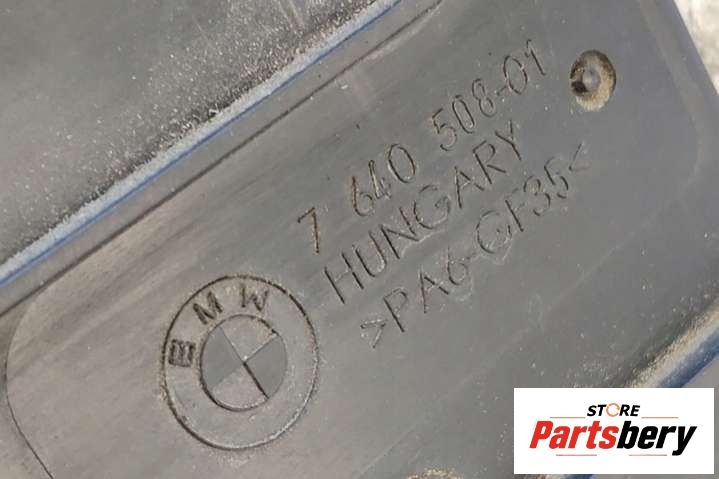 7 640 508-01
HUNGARY
>PA6-GF35<
BMW
STORE
Partsbery